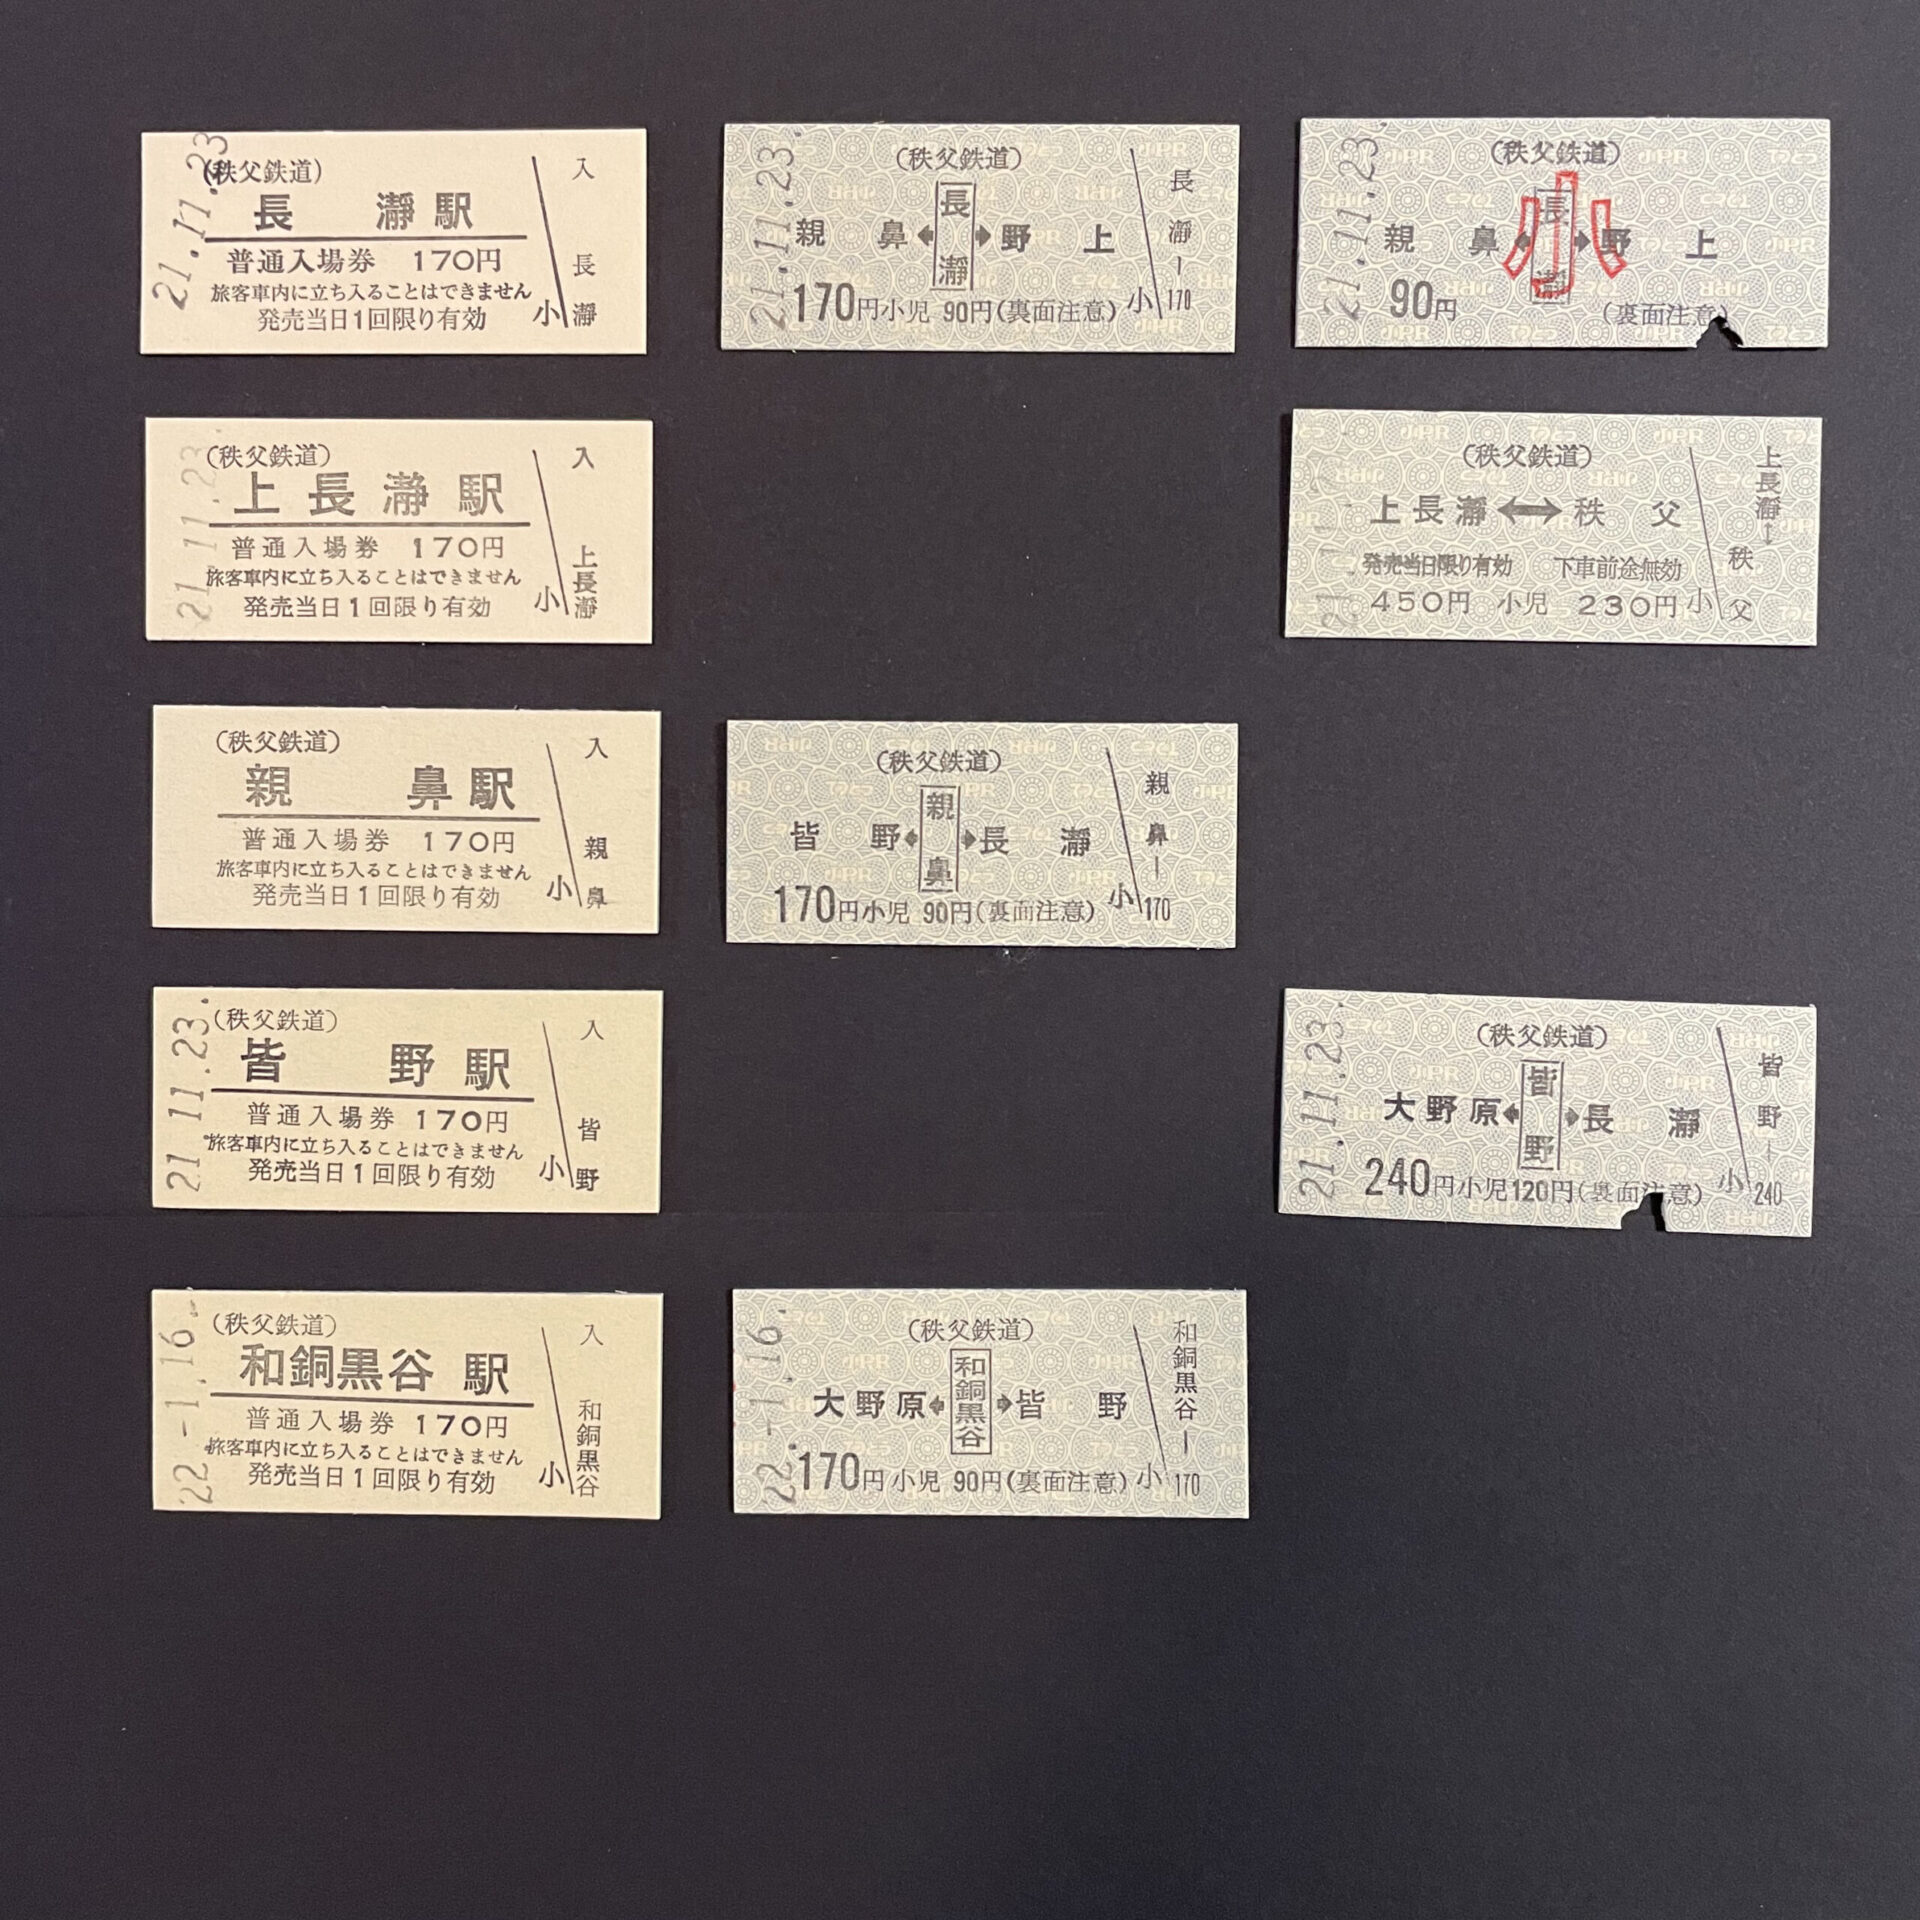 21.11.23
(秩父鉄道)
長瀞駅
普通入場券 170円
旅客車内に立ち入ることはできません
発売当日1回限り有効
小
入
長瀞
21.11.23.
(秩父鉄道)
親鼻⇔長瀞⇔野上
170円小児 90円(裏面注意)
小
長瀞-170
21.11.23.
(秩父鉄道)
親鼻⇔長瀞⇔野上
小
90円 (裏面注意)
21.11.23.
(秩父鉄道)
上長瀞駅
普通入場券 170円
旅客車内に立ち入ることはできません
発売当日1回限り有効
小
入
上長瀞
(秩父鉄道)
上長瀞⟷秩父
発売当日限り有効 下車前途無効
450円 小児 230円
小
上長瀞↔秩父
(秩父鉄道)
親鼻駅
普通入場券 170円
旅客車内に立ち入ることはできません
発売当日1回限り有効
小
入
親鼻
(秩父鉄道)
皆野⇔親鼻⇔長瀞
170円小児 90円(裏面注意)
小
親鼻-170
21.11.23.
(秩父鉄道)
皆野駅
普通入場券 170円
旅客車内に立ち入ることはできません
発売当日1回限り有効
小
入
皆野
21.11.23.
(秩父鉄道)
大野原⇔皆野⇔長瀞
240円小児120円(裏面注意)
小
皆野-240
22.-1.16.
(秩父鉄道)
和銅黒谷駅
普通入場券 170円
旅客車内に立ち入ることはできません
発売当日1回限り有効
小
入
和銅黒谷
22.-1.16.
(秩父鉄道)
大野原⇔和銅黒谷⇔皆野
170円小児 90円(裏面注意)
小
和銅黒谷-170